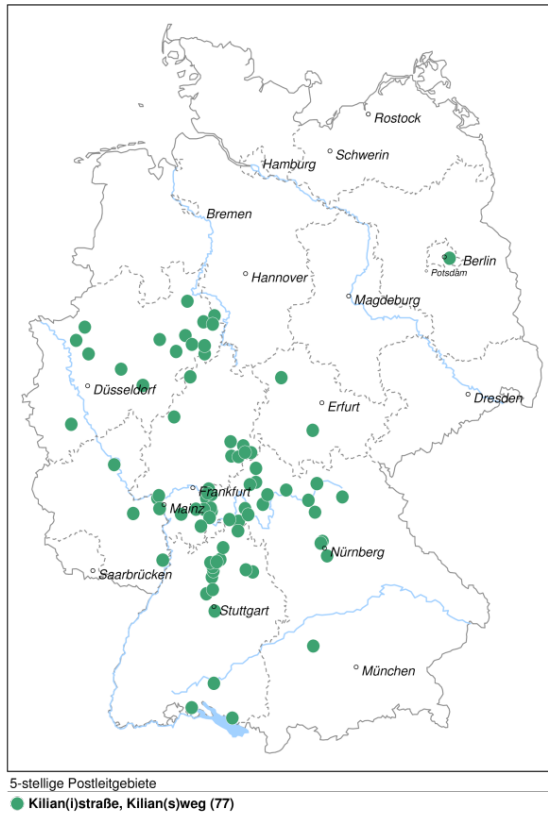 Rostock
Schwerin
Hamburg
Bremen
Berlin
Potsdam
Hannover
Magdeburg
Düsseldorf
Dresden
Erfurt
Frankfurt
Mainz
Nürnberg
Saarbrücken
Stuttgart
München
5-stellige Postleitgebiete
Kilian(i)straße, Kilian(s)weg (77)